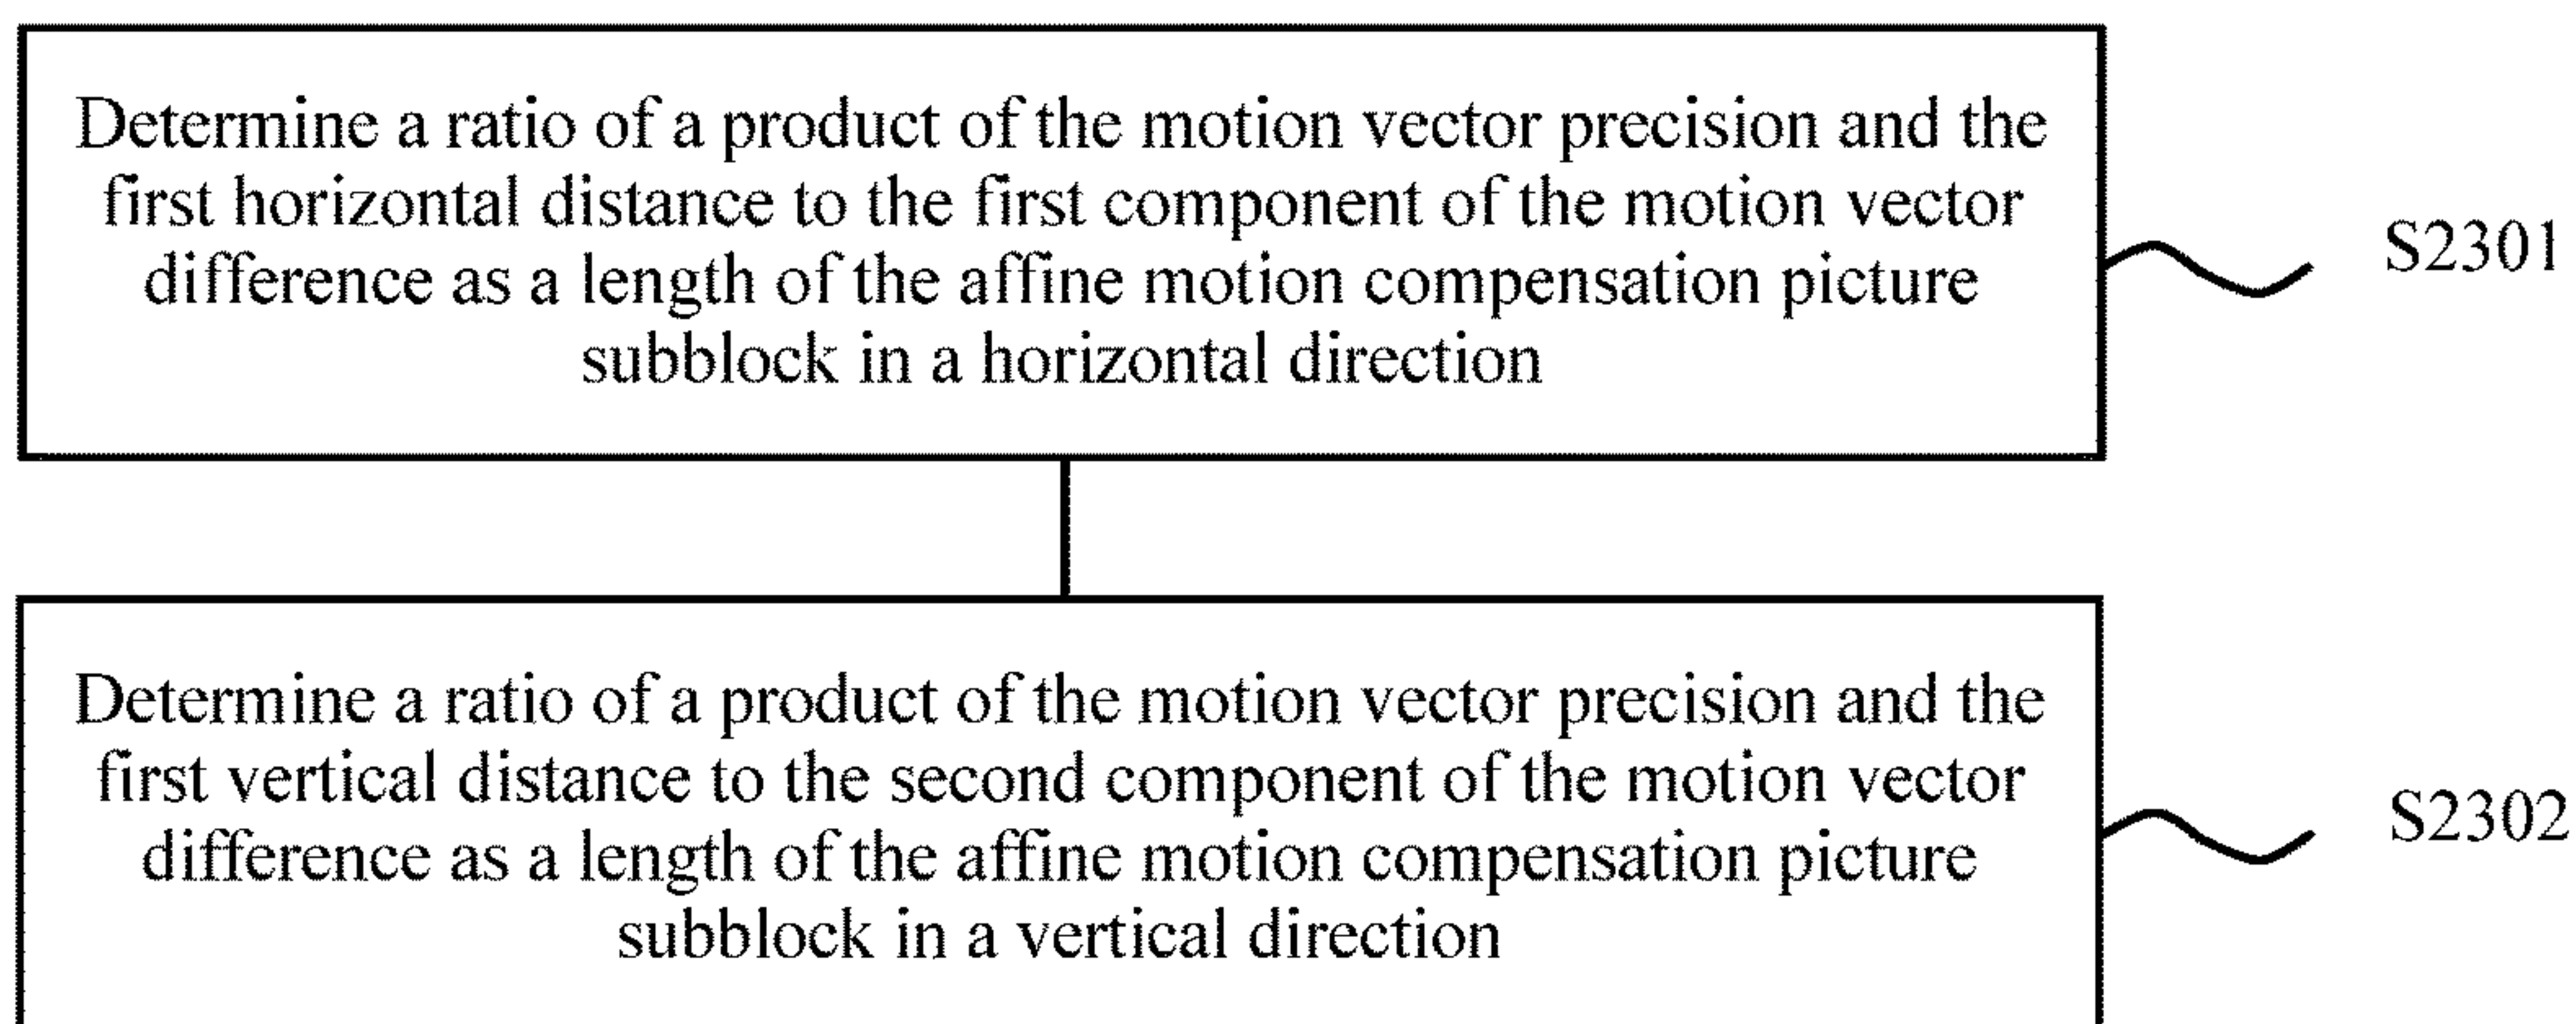 Determine a ratio of a product of the motion vector precision and the
first horizontal distance to the first component of the motion vector
difference as a length of the affine motion compensation picture
subblock in a horizontal direction
S2301
Determine a ratio of a product of the motion vector precision and the
first vertical distance to the second component of the motion vector
difference as a length of the affine motion compensation picture
subblock in a vertical direction
S2302